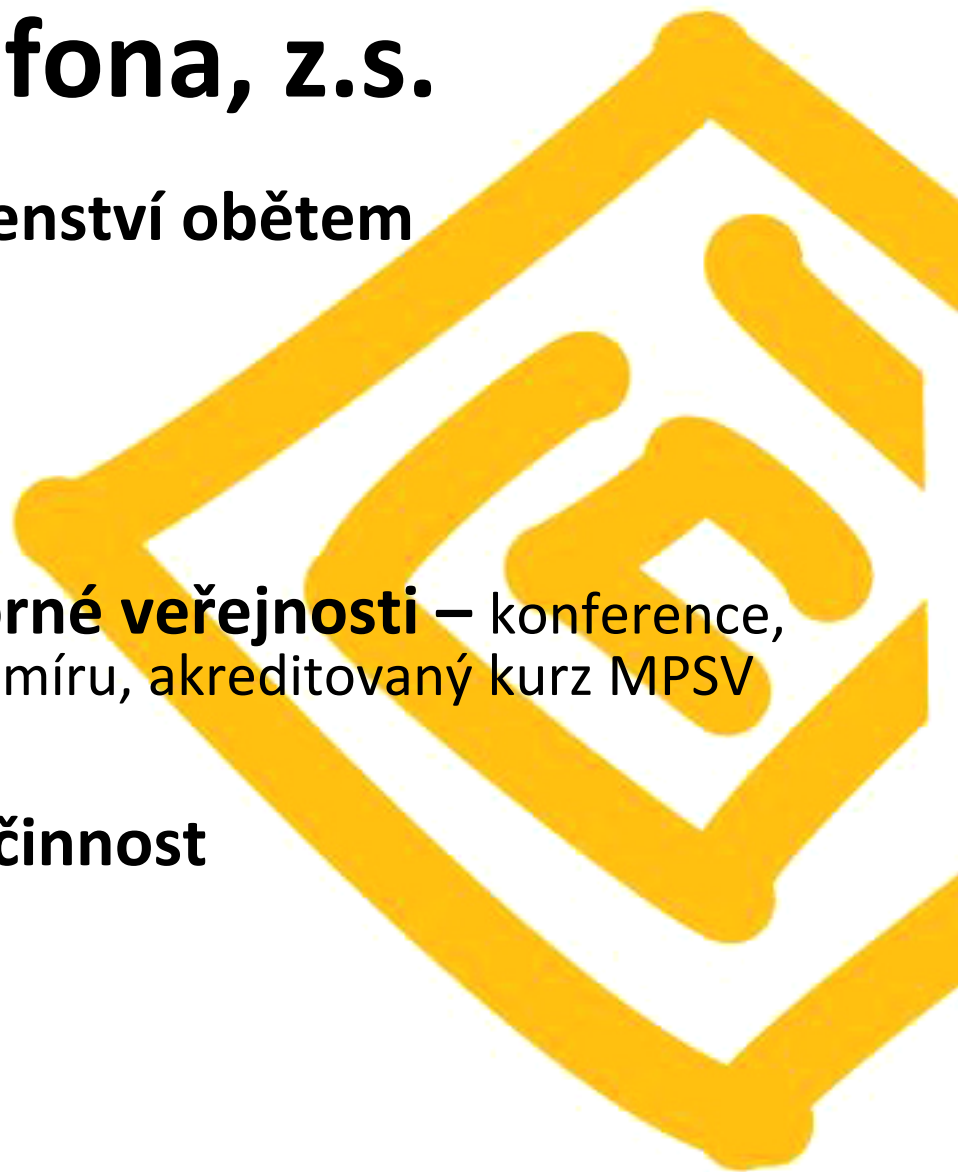 fona, z.s.
enství obětem
rné veřejnosti – konference,
míru, akreditovaný kurz MPSV
činnost